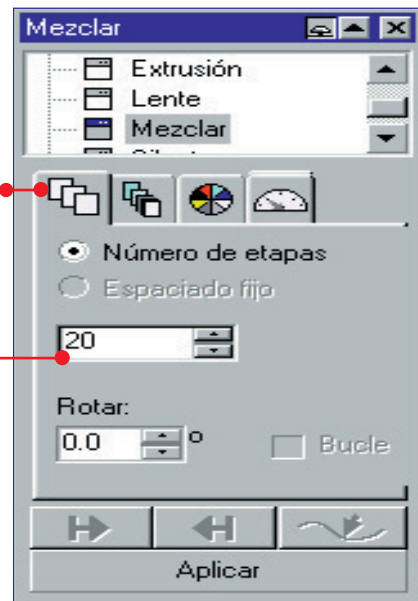 Mezclar
Extrusión
Lente
Mezclar
Número de etapas
Espaciado fijo
20
Rotar:
0.0 º
Bucle
Aplicar